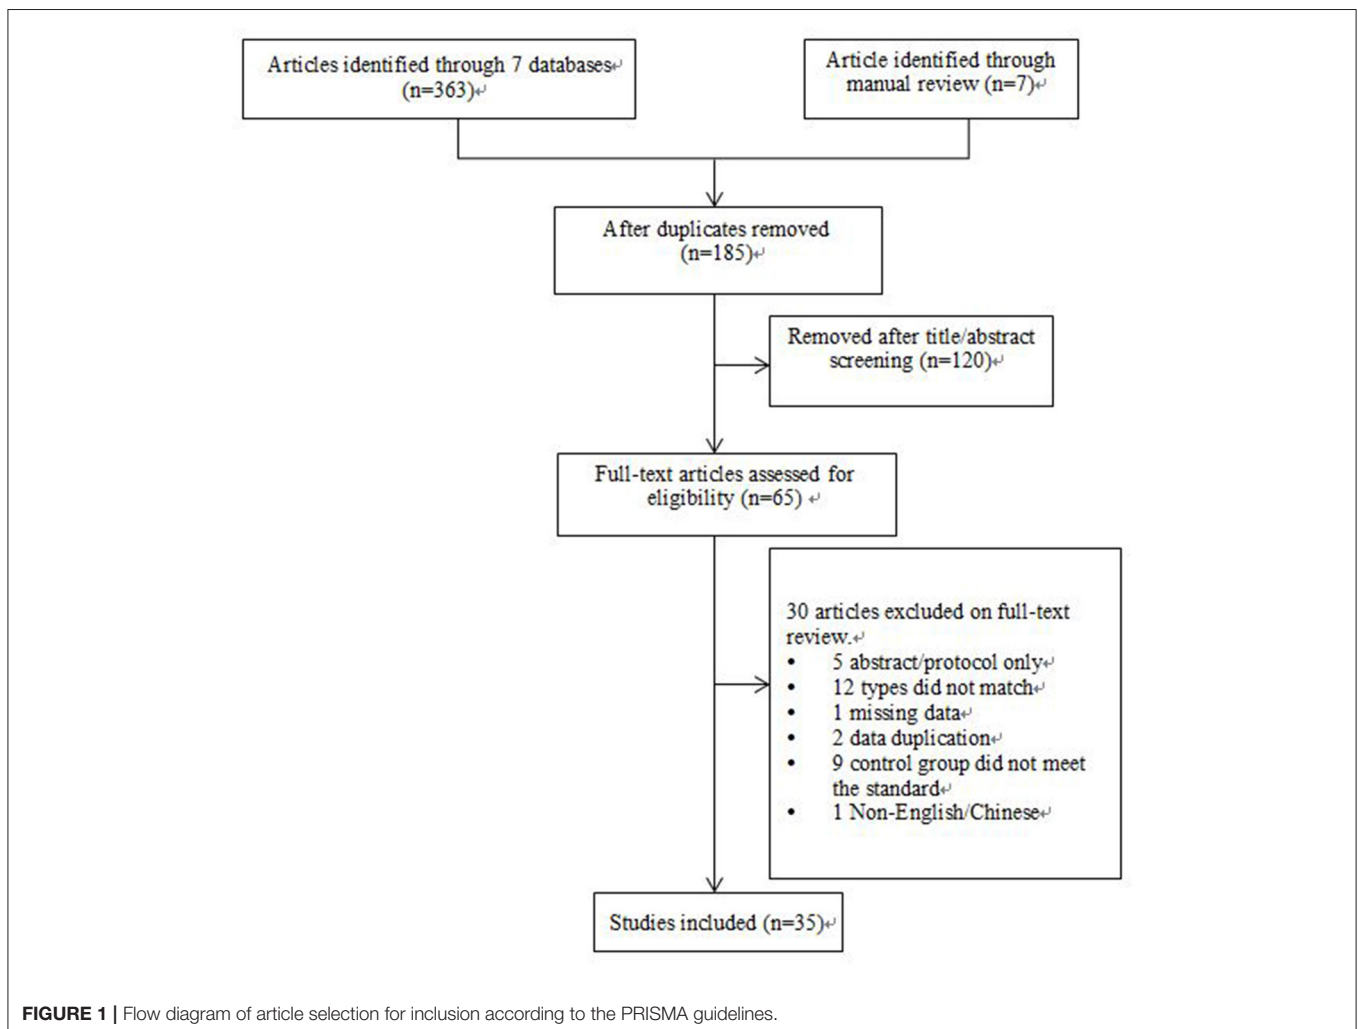 Articles identified through 7 databases↵
(n=363)↵
Article identified through
manual review (n=7)↵
After duplicates removed
(n=185)↵
Removed after title/abstract
screening (n=120)↵
Full-text articles assessed for
eligibility (n=65) ↵
30 articles excluded on full-text
review.↵
• 5 abstract/protocol only↵
• 12 types did not match↵
• 1 missing data↵
• 2 data duplication↵
• 9 control group did not meet
the standard↵
• 1 Non-English/Chinese↵
Studies included (n=35)↵
FIGURE 1 | Flow diagram of article selection for inclusion according to the PRISMA guidelines.